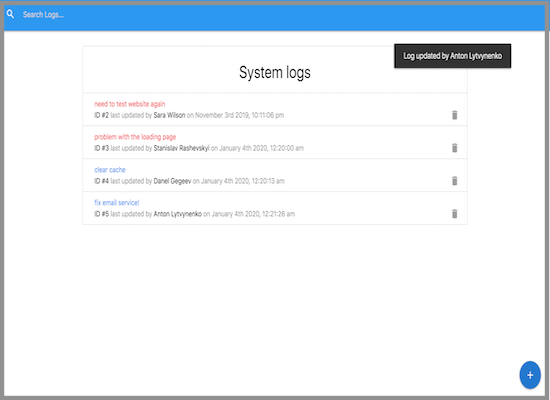 Search Logs...
Log updated by Anton Lytvynenko
System logs
need to test website again
ID #2 last updated by Sara Wilson on November 3rd 2019, 10:11:06 pm
problem with the loading page
ID #3 last updated by Stanislav Rashevskyi on January 4th 2020, 12:20:00 am
clear cache
ID #4 last updated by Danel Gegeev on January 4th 2020, 12:20:13 am
fix email service!
ID #5 last updated by Anton Lytvynenko on January 4th 2020, 12:21:26 am
+